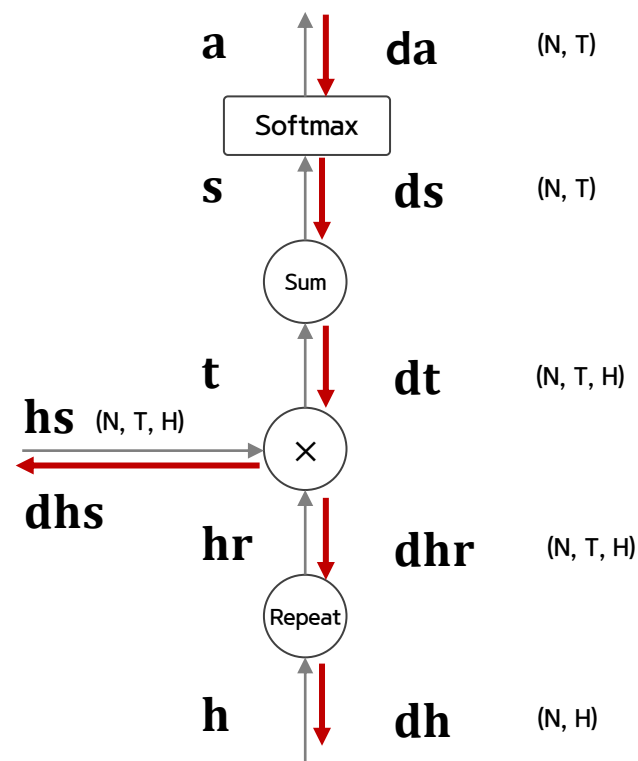 a da (N, T)
Softmax
s ds (N, T)
Sum
t dt (N, T, H)
hs (N, T, H)
×
dhs
hr dhr (N, T, H)
Repeat
h dh (N, H)